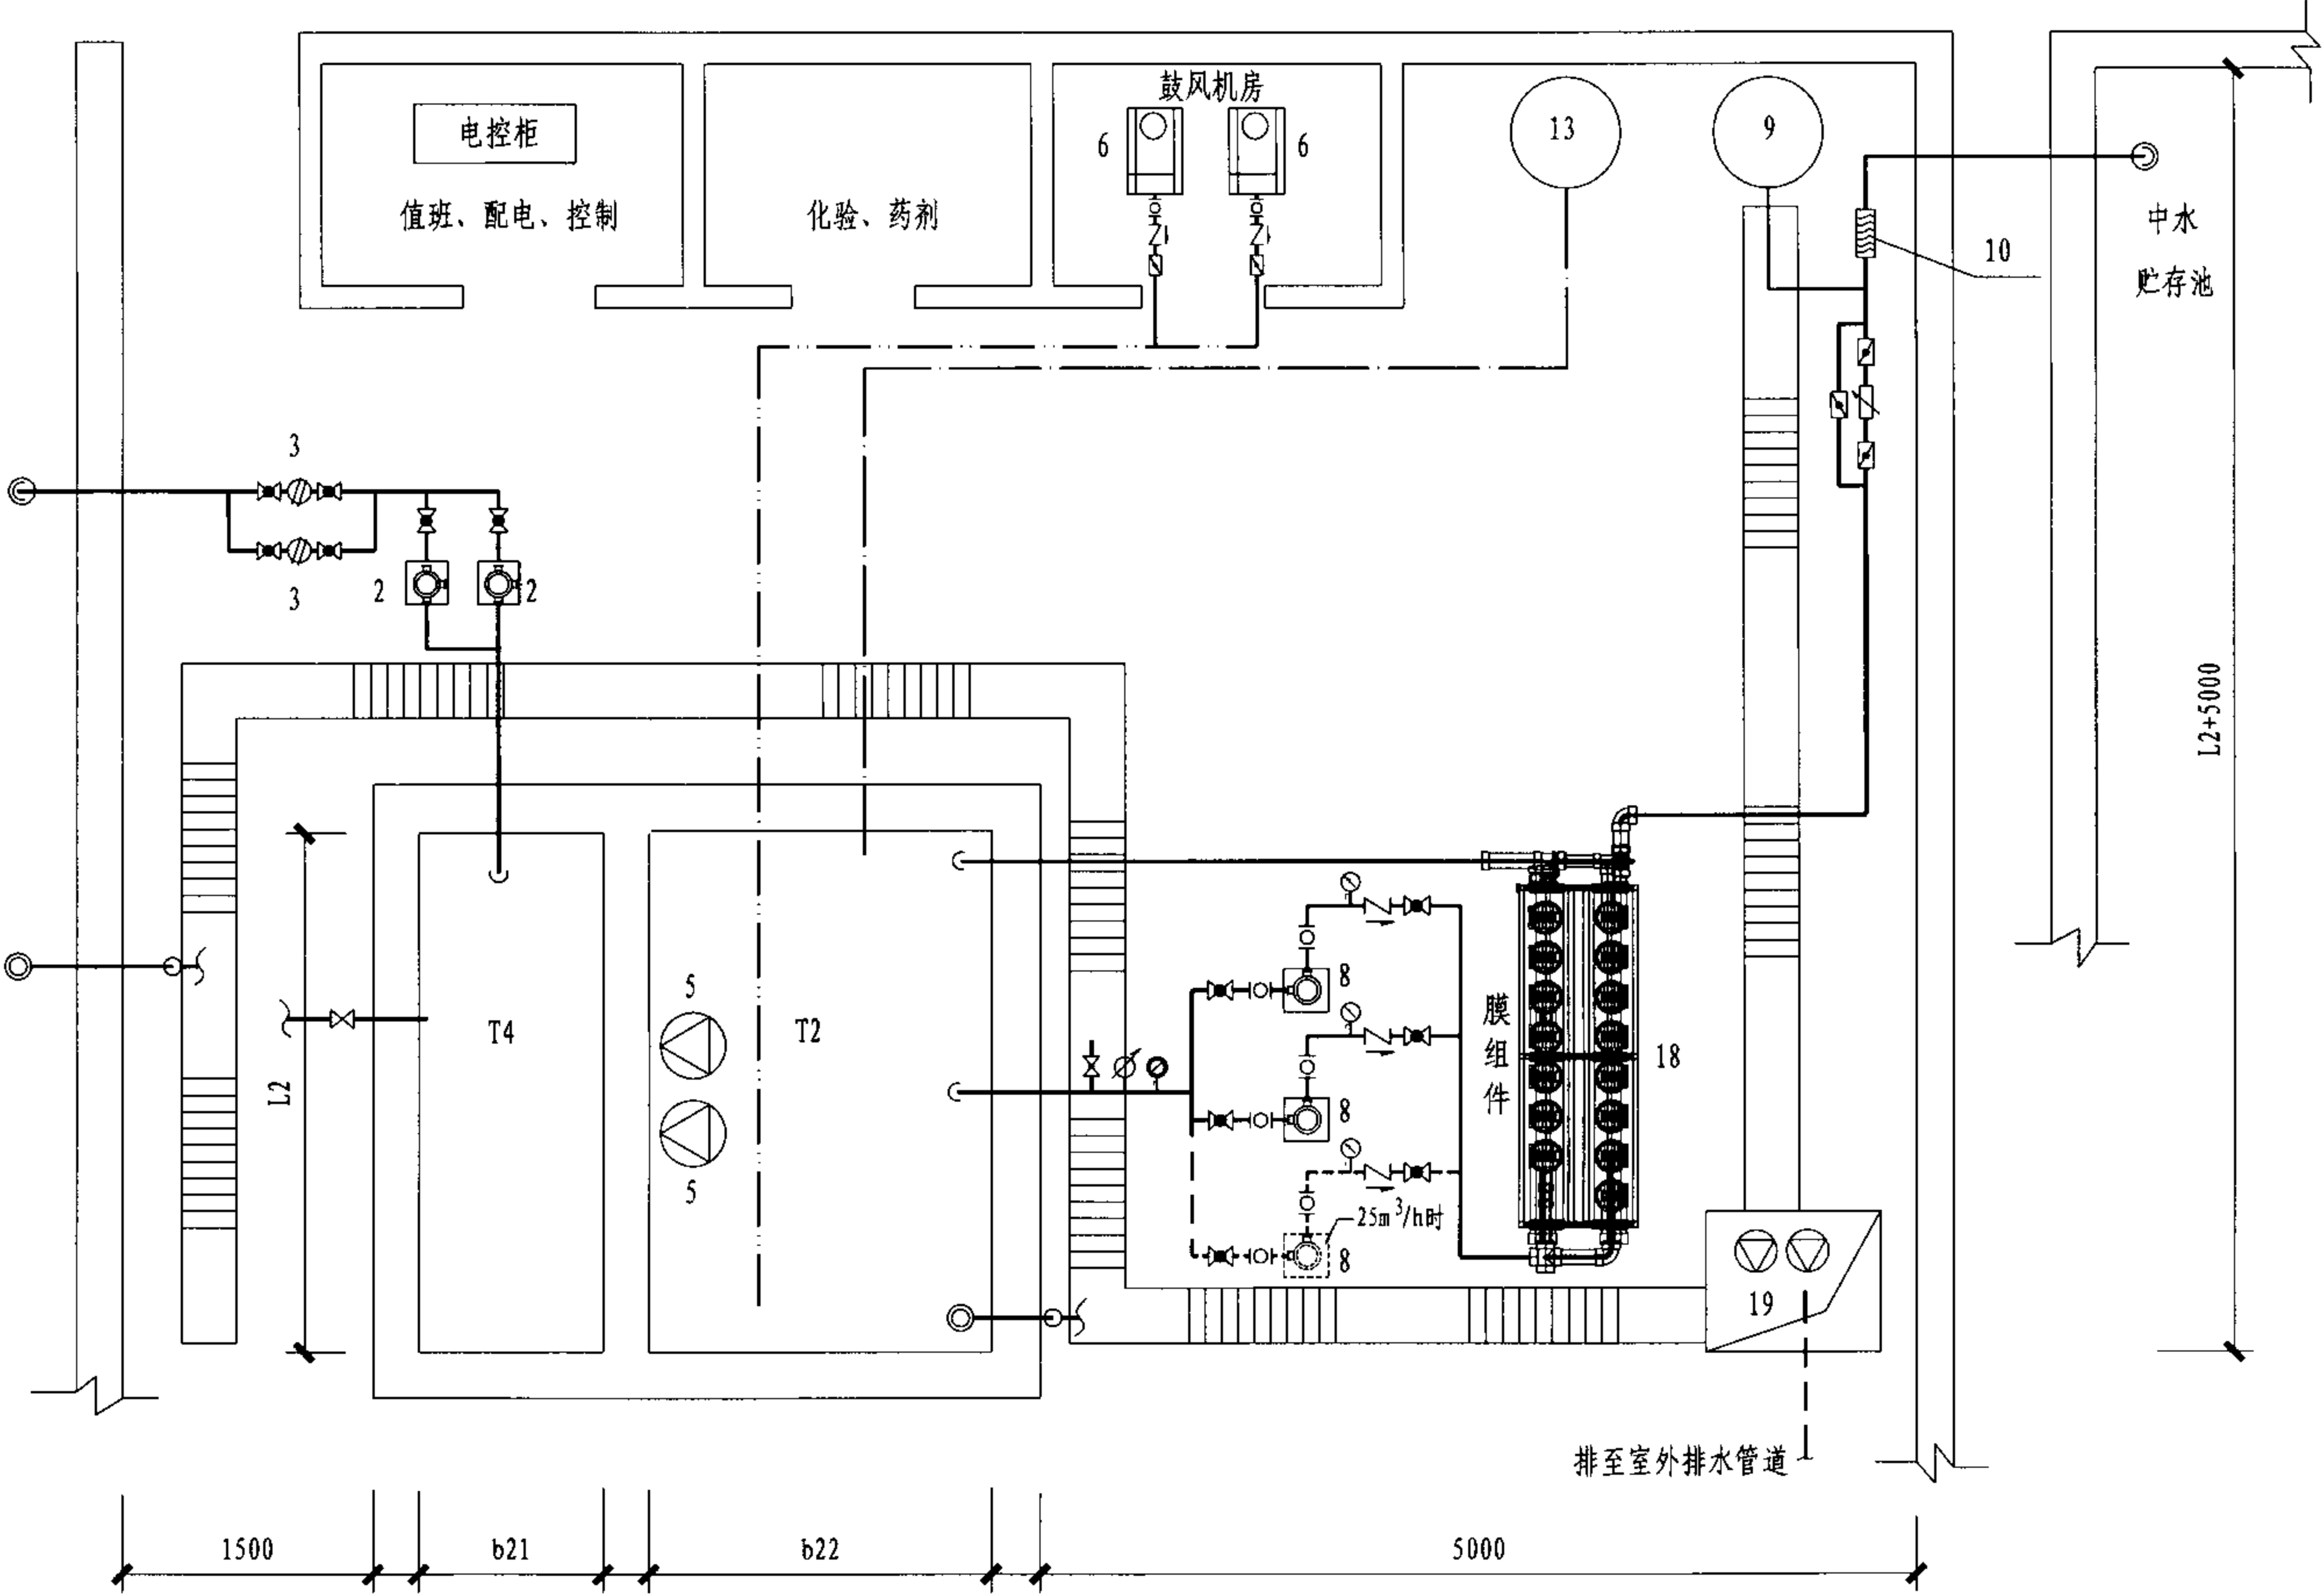 鼓风机房
电控柜
6
6
13
9
值班、配电、控制
化验、药剂
中水
贮存池
10
3
3
2
2
L2+5000
8
5
T4
T2
膜组件
18
L2
8
5
25m³/h时
8
19
排至室外排水管道
1500
b21
b22
5000